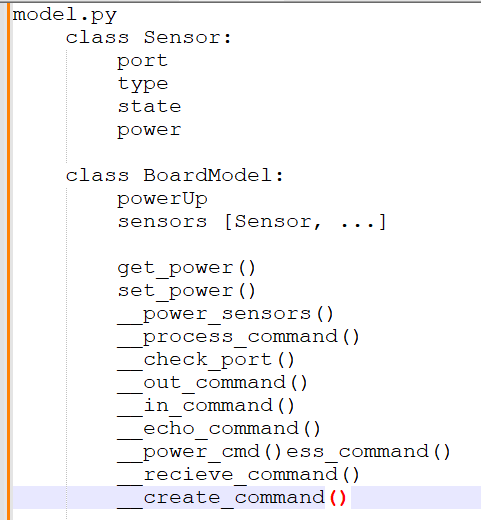 model.py
class Sensor:
port
type
state
power
class BoardModel:
powerUp
sensors [Sensor, ...]
get_power()
set_power()
__power_sensors()
__process_command()
__check_port()
__out_command()
__in_command()
__echo_command()
__power_cmd()ess_command()
__recieve_command()
__create_command()